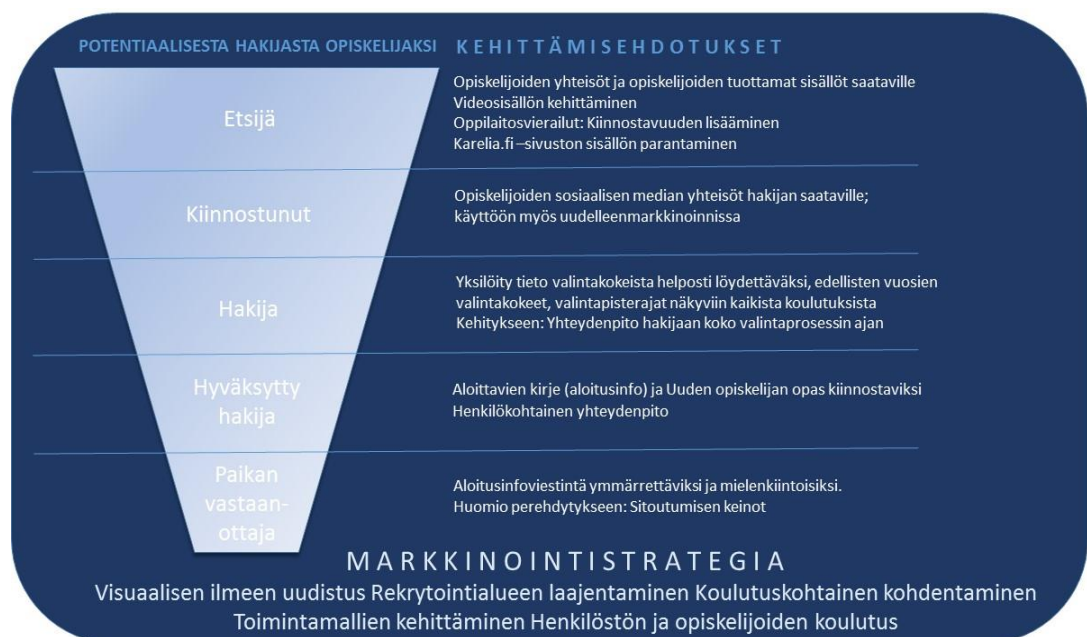 POTENTIAALISESTA HAKIJASTA OPISKELIJAKSI
KEHITTÄMISEHDOTUKSET
Etsijä
Opiskelijoiden yhteisöt ja opiskelijoiden tuottamat sisällöt saataville
Videosisällön kehittäminen
Oppilaitosvierailut: Kiinnostavuuden lisääminen
Karelia.fi –sivuston sisällön parantaminen
Kiinnostunut
Opiskelijoiden sosiaalisen median yhteisöt hakijan saataville;
käyttöön myös uudelleenmarkkinoinnissa
Hakija
Yksilöity tieto valintakokeista helposti löydettäväksi, edellisten vuosien
valintakokeet, valintapisterajat näkyviin kaikista koulutuksista
Kehitykseen: Yhteydenpito hakijaan koko valintaprosessin ajan
Hyväksytty
hakija
Aloittavien kirje (aloitusinfo) ja Uuden opiskelijan opas kiinnostaviksi
Henkilökohtainen yhteydenpito
Paikan
vastaan-
ottaja
Aloitusinfoviestintä ymmärrettäviksi ja mielenkiintoisiksi.
Huomio perehdytykseen: Sitoutumisen keinot
MARKKINOINTISTRATEGIA
Visuaalisen ilmeen uudistus Rekrytointialueen laajentaminen Koulutuskohtainen kohdentaminen
Toimintamallien kehittäminen Henkilöstön ja opiskelijoiden koulutus